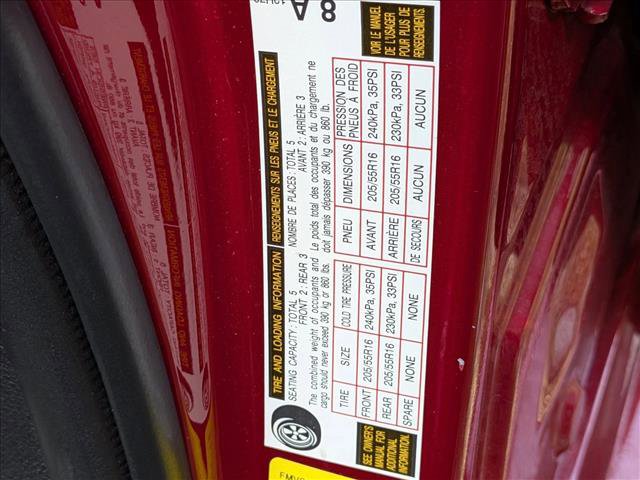 TIRE AND LOADING INFORMATION
RENSEIGNEMENTS SUR LES PNEUS ET LE CHARGEMENT
SEATING CAPACITY: TOTAL 5
FRONT 2 : REAR 3
NOMBRE DE PLACES: TOTAL 5
AVANT 2 : ARRIÈRE 3
The combined weight of occupants and
cargo should never exceed 390 kg or 860 lbs.
Le poids total des occupants et du chargement ne
doit jamais dépasser 390 kg ou 860 lb.
TIRE SIZE COLD TIRE PRESSURE
FRONT 205/55R16 240kPa, 35PSI
REAR 205/55R16 230kPa, 33PSI
SPARE NONE NONE
PNEU DIMENSIONS PRESSION DES
PNEUS À FROID
AVANT 205/55R16 240kPa, 35PSI
ARRIÈRE 205/55R16 230kPa, 33PSI
DE SECOURS AUCUN AUCUN
SEE OWNER'S
MANUAL FOR
ADDITIONAL
INFORMATION
VOIR LE MANUEL
DE L'USAGER
POUR PLUS DE
RENSEIGNEMENTS
8
A